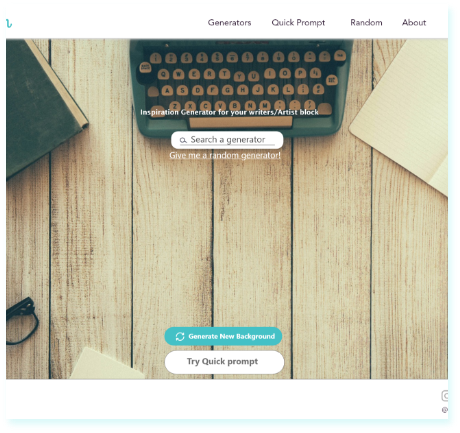 Generators Quick Prompt Random About
Inspiration Generator for your writers/Artist block
Search a generator
Give me a random generator!
Generate New Background
Try Quick prompt
@